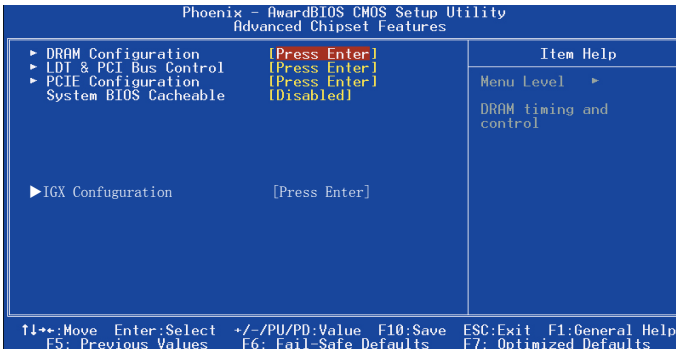 Phoenix - AwardBIOS CMOS Setup Utility
Advanced Chipset Features
► DRAM Configuration [Press Enter]
► LDT & PCI Bus Control [Press Enter]
► PCIE Configuration [Press Enter]
System BIOS Cacheable [Disabled]
▶IGX Confuguration [Press Enter]
Item Help
Menu Level ►
DRAM timing and
control
↑↓→←:Move Enter:Select +/-/PU/PD:Value F10:Save ESC:Exit F1:General Help
F5: Previous Values F6: Fail-Safe Defaults F7: Optimized Defaults